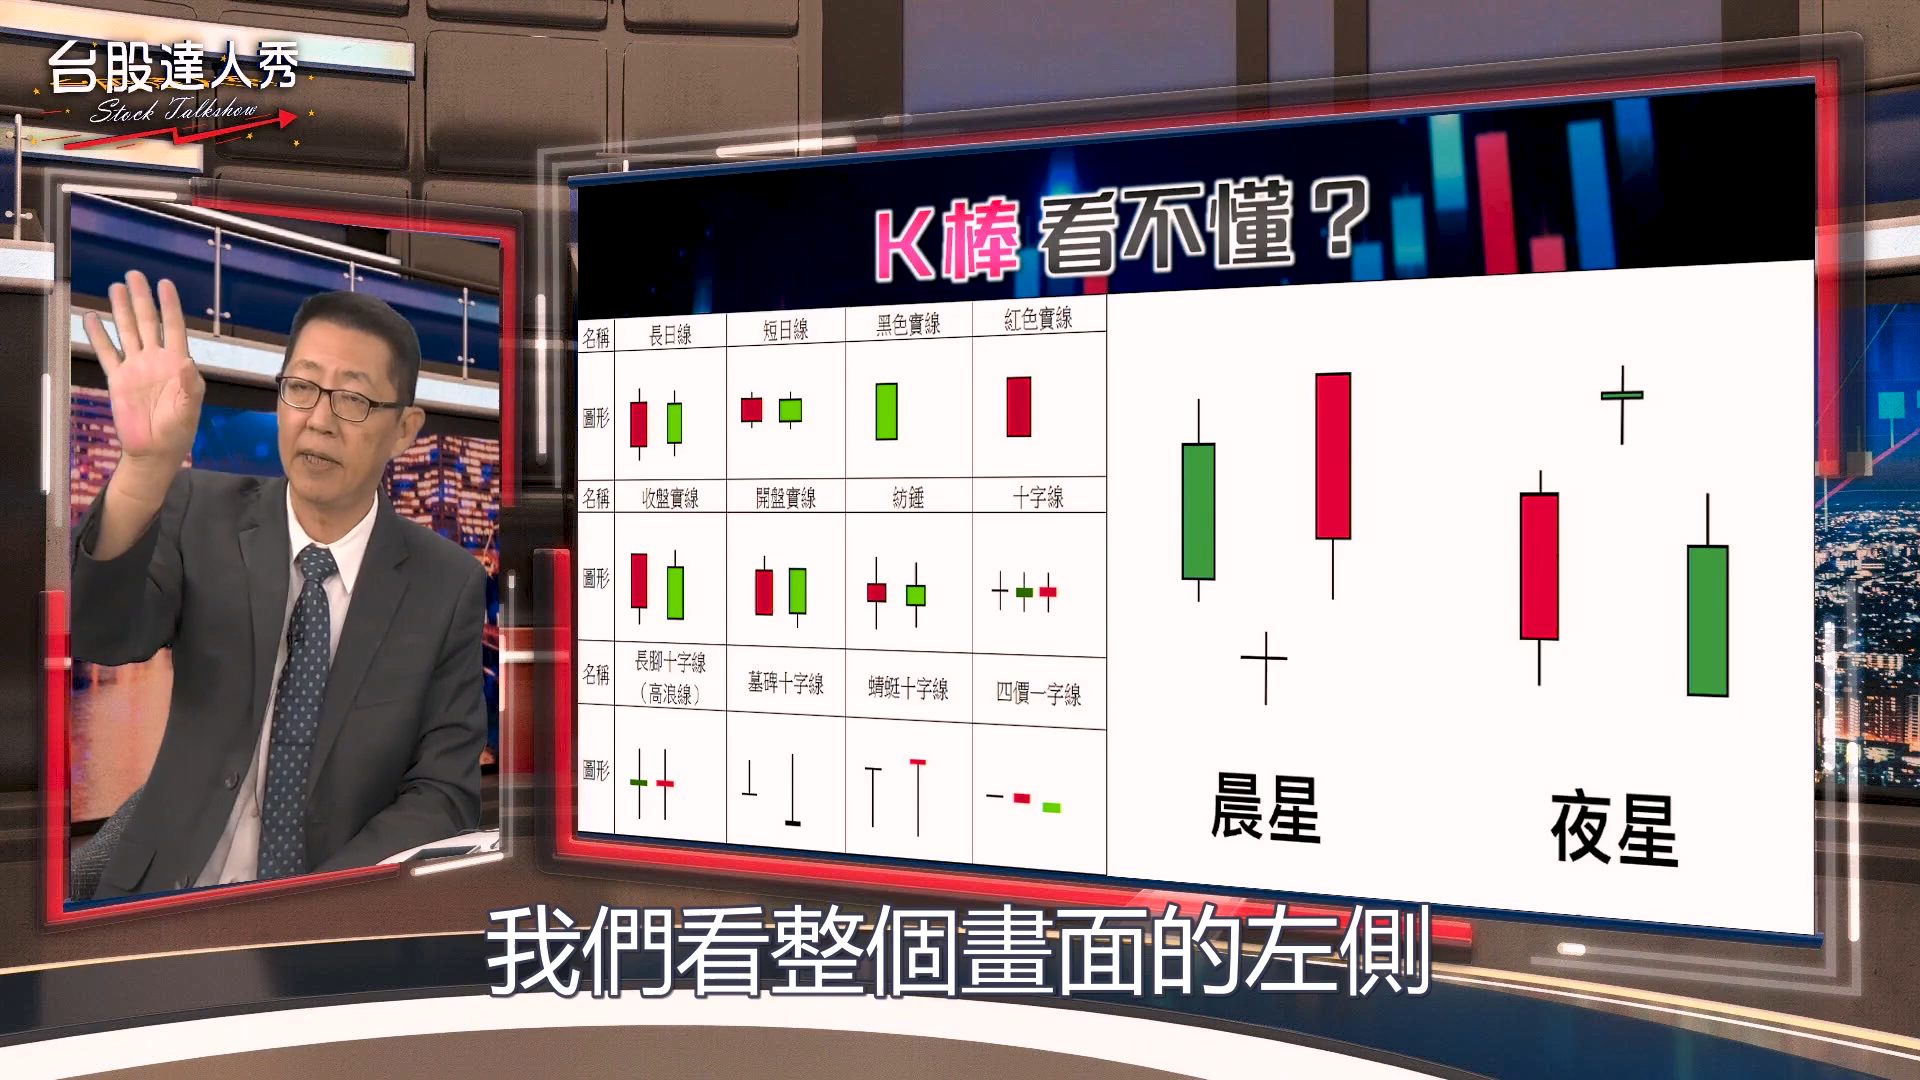 台股達人秀
Stock Talkshow
K棒看不懂？
名稱 長日線 短日線 黑色實線 紅色實線
圖形
名稱 收盤實線 開盤實線 紡錘 十字線
圖形
名稱 長腳十字線（高浪線） 墓碑十字線 蜻蜓十字線 四價一字線
圖形
晨星 夜星
我們看整個畫面的左側